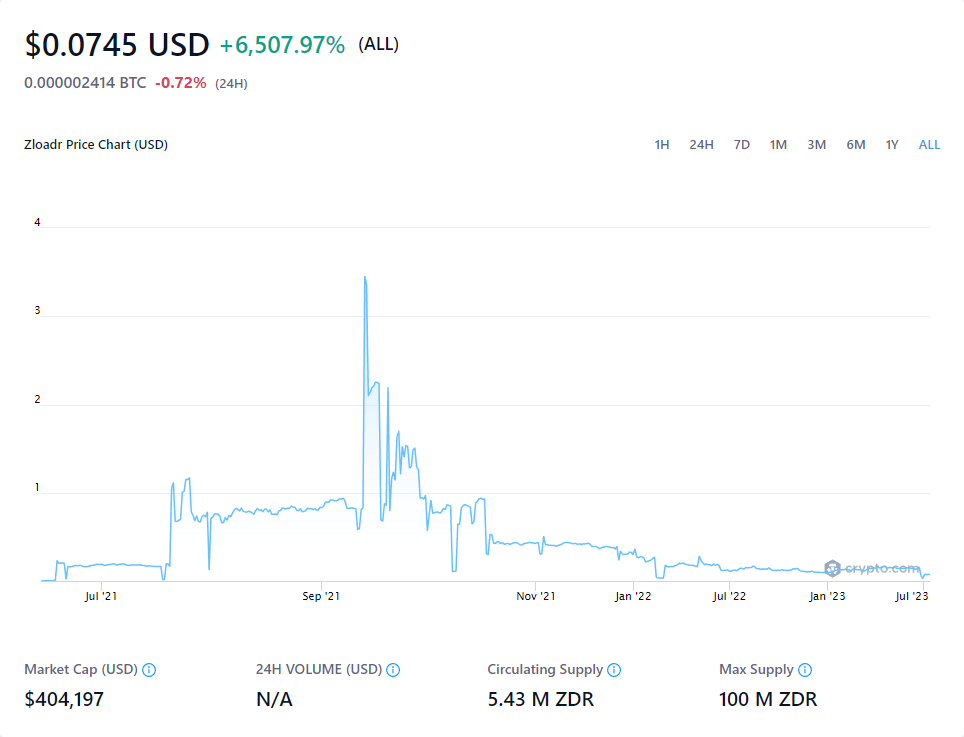 $0.0745 USD +6,507.97% (ALL)
0.000002414 BTC -0.72% (24H)
Zloadr Price Chart (USD) 1H 24H 7D 1M 3M 6M 1Y ALL
4
3
2
1
crypto.com
Jul '21 Sep '21 Nov '21 Jan '22 Jul '22 Jan '23 Jul '23
Market Cap (USD) 24H VOLUME (USD) Circulating Supply Max Supply
$404,197 N/A 5.43 M ZDR 100 M ZDR